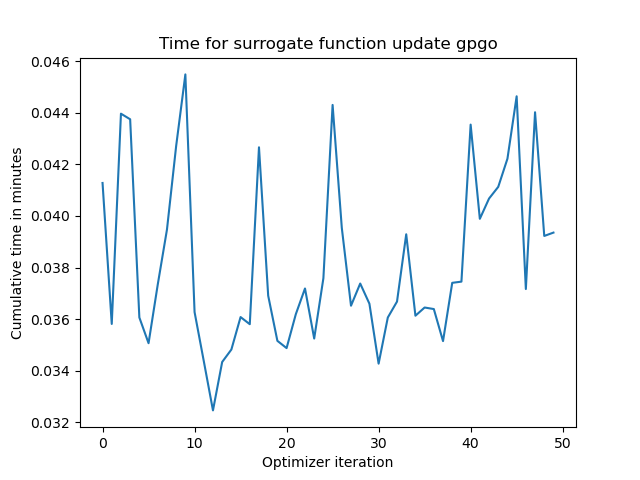 Time for surrogate function update gpgo
Cumulative time in minutes
0.046
0.044
0.042
0.040
0.038
0.036
0.034
0.032
0 10 20 30 40 50
Optimizer iteration